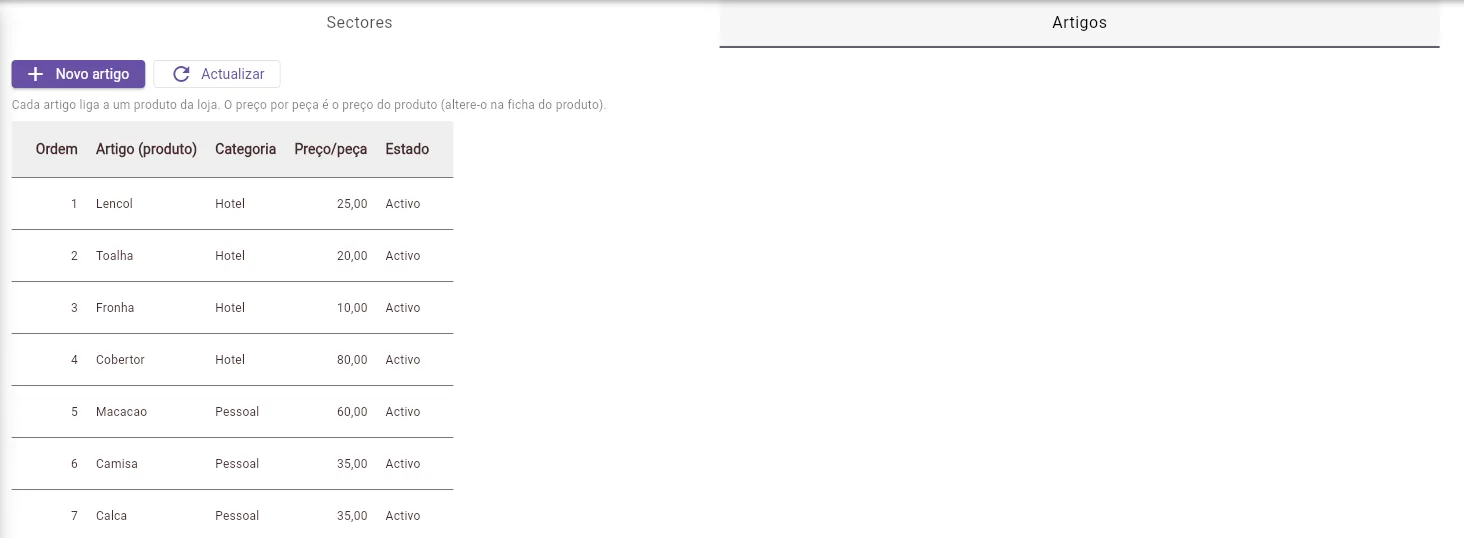 Sectores Artigos
Novo artigo Actualizar
Cada artigo liga a um produto da loja. O preço por peça é o preço do produto (altere-o na ficha do produto).
Ordem Artigo (produto) Categoria Preço/peça Estado
1 Lencol Hotel 25,00 Activo
2 Toalha Hotel 20,00 Activo
3 Fronha Hotel 10,00 Activo
4 Cobertor Hotel 80,00 Activo
5 Macacao Pessoal 60,00 Activo
6 Camisa Pessoal 35,00 Activo
7 Calca Pessoal 35,00 Activo